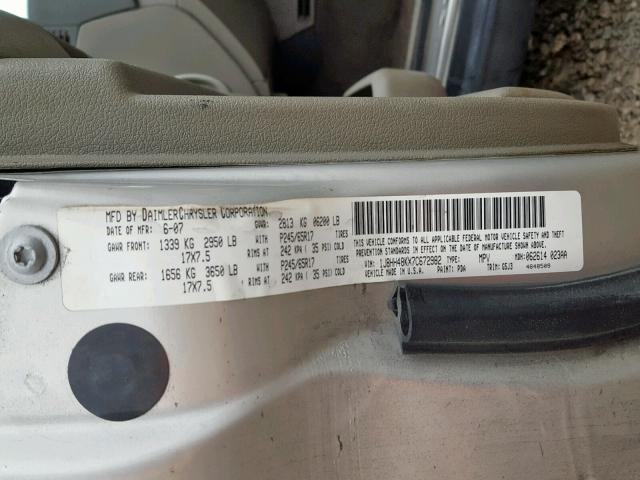 MFD BY DAIMLERCHRYSLER CORPORATION
DATE OF MFR: 6-07 GVWR: 2813 KG 06200 LB
GAWR FRONT: 1339 KG 2950 LB WITH P245/65R17 TIRES
17X7.5 RIMS AT 242 KPA ( 35 PSI) COLD
GAWR REAR: 1656 KG 3650 LB WITH P245/65R17 TIRES
17X7.5 RIMS AT 242 KPA ( 35 PSI) COLD
THIS VEHICLE CONFORMS TO ALL APPLICABLE FEDERAL MOTOR VEHICLE SAFETY AND THEFT
PREVENTION STANDARDS IN EFFECT ON THE DATE OF MANUFACTURE SHOWN ABOVE.
VIN: 1J8HH48KX7C672982 TYPE: MPV MDH: 062614 023AA
VEHICLE MADE IN U.S.A. PAINT: PDA TRIM: G5J3 4648509